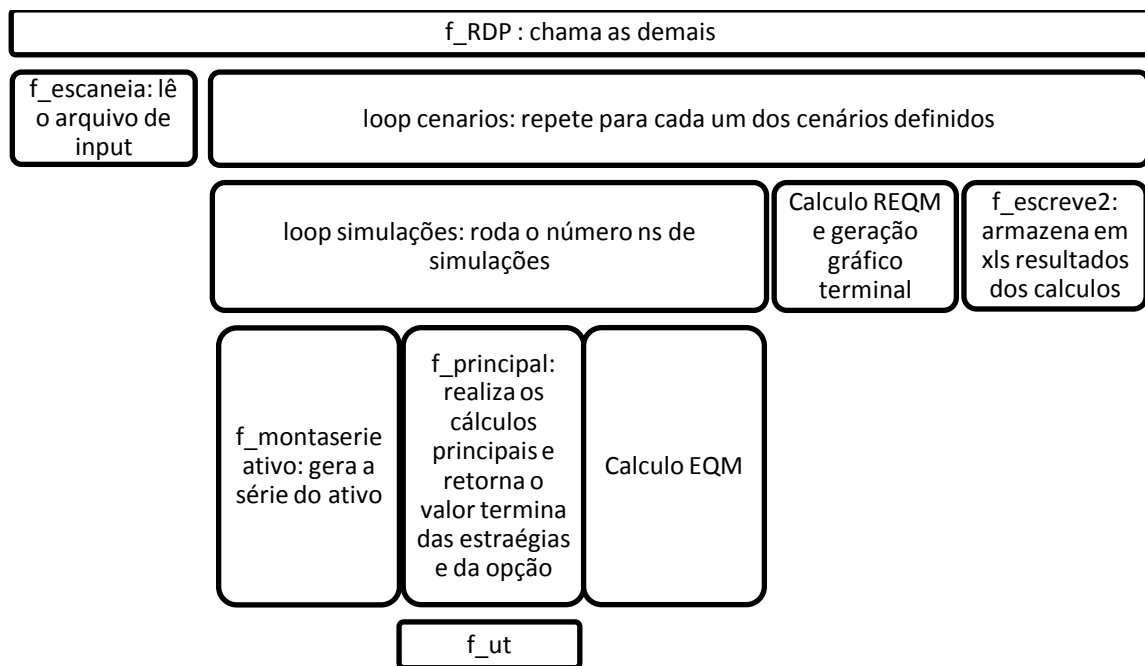 f_RDP : chama as demais
f_escaneia: lê
o arquivo de
input
loop cenarios: repete para cada um dos cenários definidos
loop simulações: roda o número ns de
simulações
Calculo REQM
e geração
gráfico
terminal
f_escreve2:
armazena em
xls resultados
dos calculos
f_montaserie
ativo: gera a
série do ativo
f_principal:
realiza os
cálculos
principais e
retorna o
valor termina
das estraégias
e da opção
Calculo EQM
f_ut